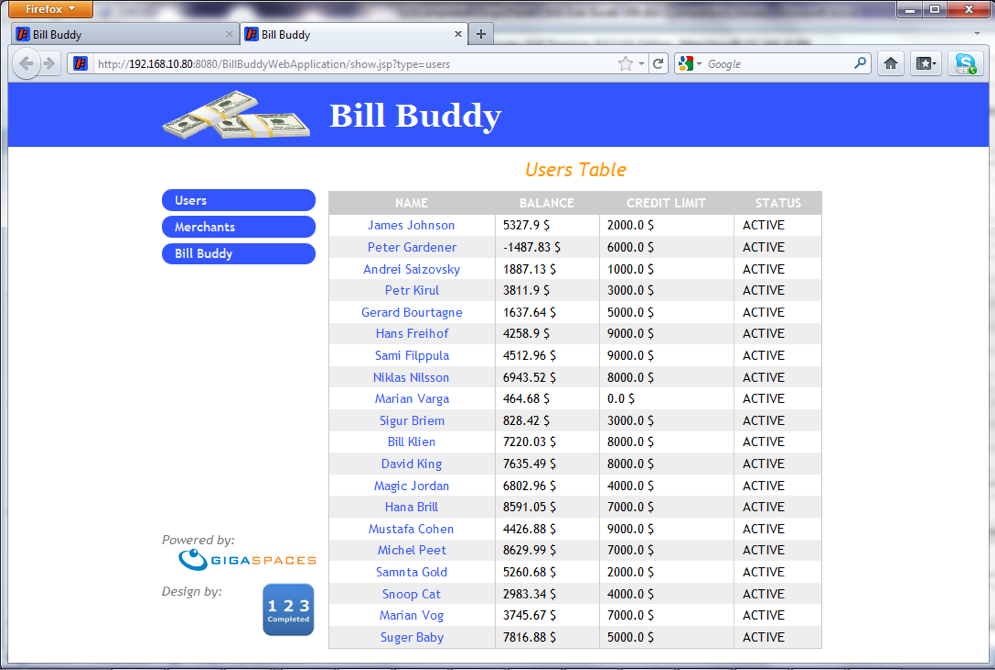 Firefox
Bill Buddy
Bill Buddy
http://192.168.10.80:8080/BillBuddyWebApplication/show.jsp?type=users
Google
Bill Buddy
Users Table
Users
Merchants
Bill Buddy
NAME BALANCE CREDIT LIMIT STATUS
James Johnson 5327.9 $ 2000.0 $ ACTIVE
Peter Gardener -1487.83 $ 6000.0 $ ACTIVE
Andrei Saizovsky 1887.13 $ 1000.0 $ ACTIVE
Petr Kirul 3811.9 $ 3000.0 $ ACTIVE
Gerard Bourtagne 1637.64 $ 5000.0 $ ACTIVE
Hans Freihof 4258.9 $ 9000.0 $ ACTIVE
Sami Filppula 4512.96 $ 9000.0 $ ACTIVE
Niklas Nilsson 6943.52 $ 8000.0 $ ACTIVE
Marian Varga 464.68 $ 0.0 $ ACTIVE
Sigur Briem 828.42 $ 3000.0 $ ACTIVE
Bill Klien 7220.03 $ 8000.0 $ ACTIVE
David King 7635.49 $ 8000.0 $ ACTIVE
Magic Jordan 6802.96 $ 4000.0 $ ACTIVE
Hana Brill 8591.05 $ 7000.0 $ ACTIVE
Mustafa Cohen 4426.88 $ 9000.0 $ ACTIVE
Michel Peet 8629.99 $ 7000.0 $ ACTIVE
Samnta Gold 5260.68 $ 2000.0 $ ACTIVE
Snoop Cat 2983.34 $ 4000.0 $ ACTIVE
Marian Vog 3745.67 $ 7000.0 $ ACTIVE
Suger Baby 7816.88 $ 5000.0 $ ACTIVE
Powered by:
GIGASPACES
Design by:
1 2 3
Completed